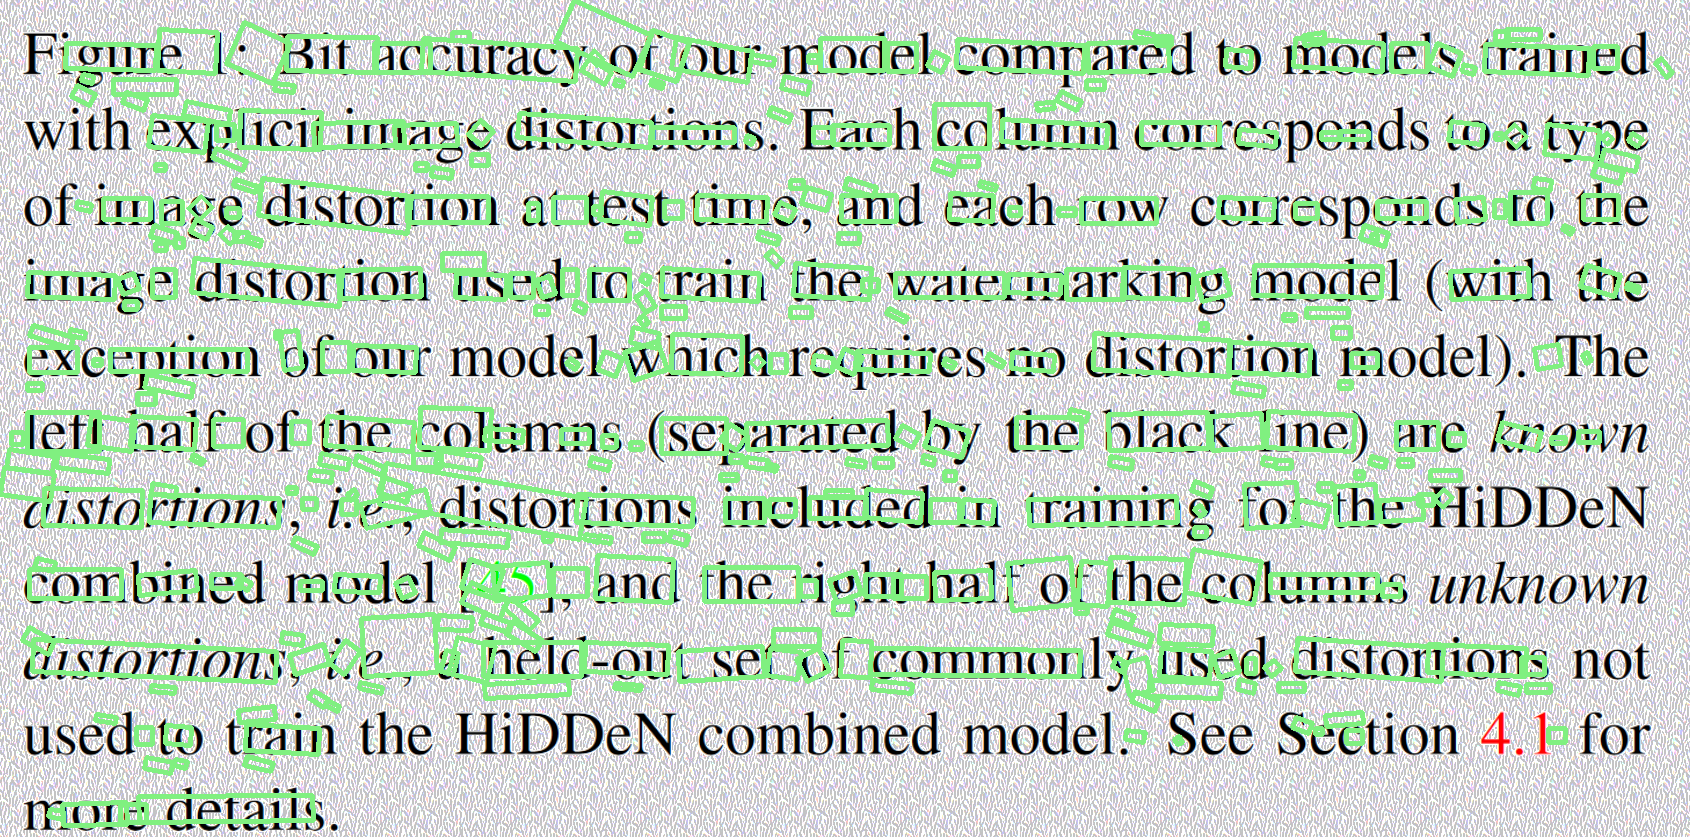 Figure 1: Bit accuracy of our model compared to models trained
with explicit image distortions. Each column corresponds to a type
of image distortion at test time, and each row corresponds to the
image distortion used to train the watermarking model (with the
exception of our model which requires no distortion model). The
left half of the columns (separated by the black line) are known
distortions, i.e., distortions included in training for the HiDDeN
combined model [45], and the right half of the columns unknown
distortions, i.e., a held-out set of commonly used distortions not
used to train the HiDDeN combined model. See Section 4.1 for
more details.